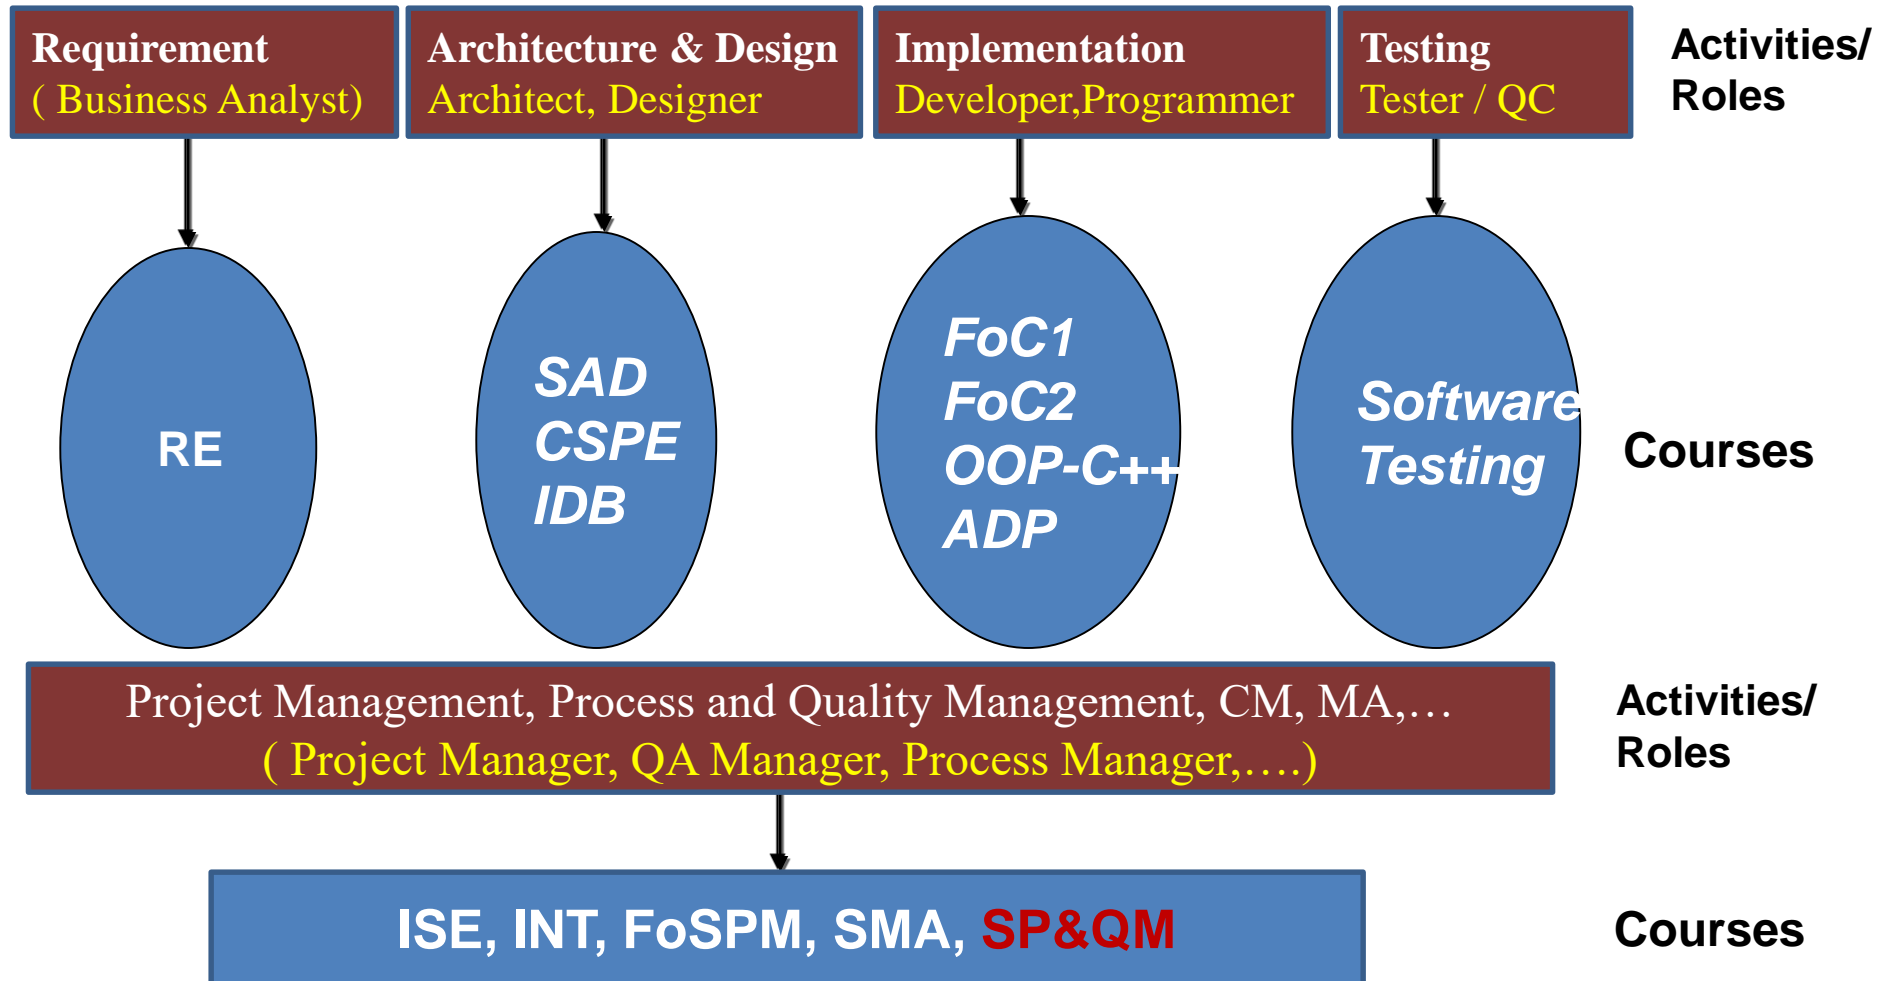 Requirement
( Business Analyst)
Architecture & Design
Architect, Designer
Implementation
Developer,Programmer
Testing
Tester / QC
Activities/
Roles
RE
SAD
CSPE
IDB
FoC1
FoC2
OOP-C++
ADP
Software
Testing
Courses
Project Management, Process and Quality Management, CM, MA,…
( Project Manager, QA Manager, Process Manager,….)
Activities/
Roles
ISE, INT, FoSPM, SMA, SP&QM
Courses